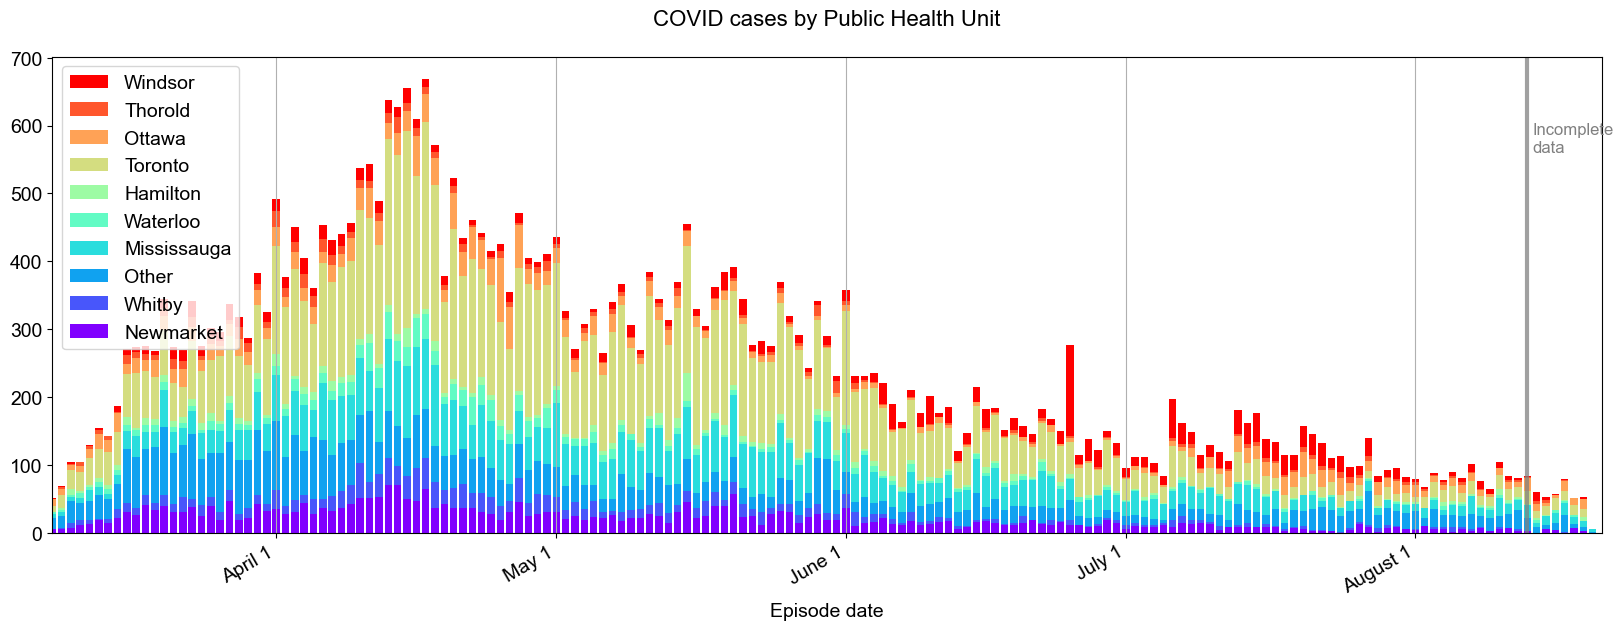 COVID cases by Public Health Unit
700
600
500
400
300
200
100
0
Windsor
Thorold
Ottawa
Toronto
Hamilton
Waterloo
Mississauga
Other
Whitby
Newmarket
Incomplete
data
April 1
May 1
June 1
July 1
August 1
Episode date